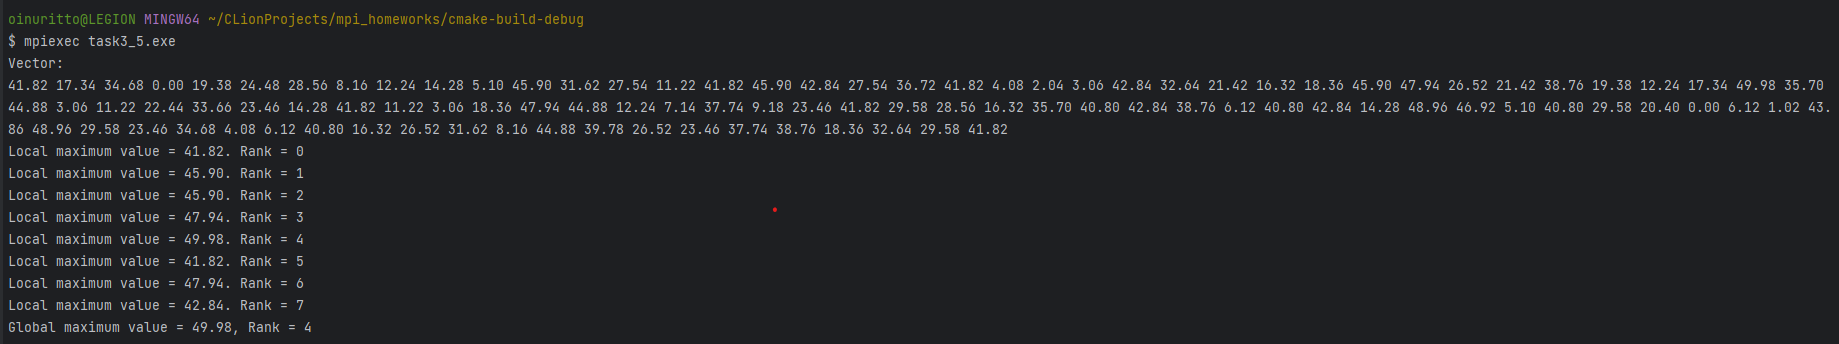 oinuritto@LEGION MINGW64 ~/CLionProjects/mpi_homeworks/cmake-build-debug
$ mpiexec task3_5.exe
Vector:
41.82 17.34 34.68 0.00 19.38 24.48 28.56 8.16 12.24 14.28 5.10 45.90 31.62 27.54 11.22 41.82 45.90 42.84 27.54 36.72 41.82 4.08 2.04 3.06 42.84 32.64 21.42 16.32 18.36 45.90 47.94 26.52 21.42 38.76 19.38 12.24 17.34 49.98 35.70
44.88 3.06 11.22 22.44 33.66 23.46 14.28 41.82 11.22 3.06 18.36 47.94 44.88 12.24 7.14 37.74 9.18 23.46 41.82 29.58 28.56 16.32 35.70 40.80 42.84 38.76 6.12 40.80 42.84 14.28 48.96 46.92 5.10 40.80 29.58 20.40 0.00 6.12 1.02 43.
86 48.96 29.58 23.46 34.68 4.08 6.12 40.80 16.32 26.52 31.62 8.16 44.88 39.78 26.52 23.46 37.74 38.76 18.36 32.64 29.58 41.82
Local maximum value = 41.82. Rank = 0
Local maximum value = 45.90. Rank = 1
Local maximum value = 45.90. Rank = 2
Local maximum value = 47.94. Rank = 3
Local maximum value = 49.98. Rank = 4
Local maximum value = 41.82. Rank = 5
Local maximum value = 47.94. Rank = 6
Local maximum value = 42.84. Rank = 7
Global maximum value = 49.98, Rank = 4